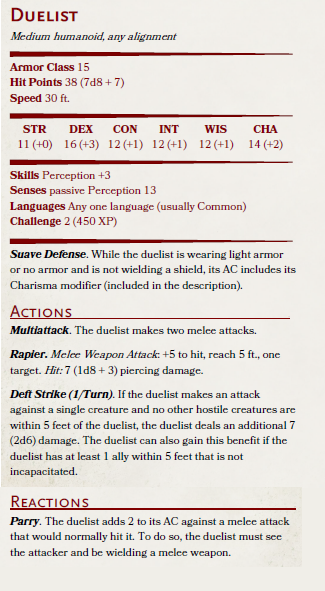 DUELIST
Medium humanoid, any alignment
Armor Class 15
Hit Points 38 (7d8 + 7)
Speed 30 ft.
STR DEX CON INT WIS CHA
11 (+0) 16 (+3) 12 (+1) 12 (+1) 12 (+1) 14 (+2)
Skills Perception +3
Senses passive Perception 13
Languages Any one language (usually Common)
Challenge 2 (450 XP)
Suave Defense. While the duelist is wearing light armor
or no armor and is not wielding a shield, its AC includes its
Charisma modifier (included in the description).
ACTIONS
Multiattack. The duelist makes two melee attacks.
Rapier. Melee Weapon Attack: +5 to hit, reach 5 ft., one
target. Hit: 7 (1d8 + 3) piercing damage.
Deft Strike (1/Turn). If the duelist makes an attack
against a single creature and no other hostile creatures are
within 5 feet of the duelist, the duelist deals an additional 7
(2d6) damage. The duelist can also gain this benefit if the
duelist has at least 1 ally within 5 feet that is not
incapacitated.
REACTIONS
Parry. The duelist adds 2 to its AC against a melee attack
that would normally hit it. To do so, the duelist must see
the attacker and be wielding a melee weapon.